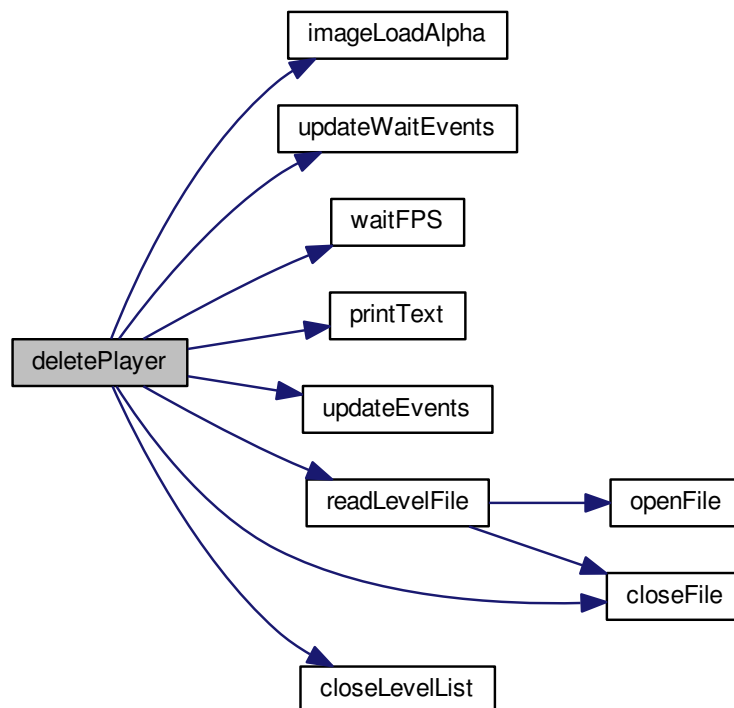 imageLoadAlpha
updateWaitEvents
waitFPS
printText
deletePlayer
updateEvents
readLevelFile
openFile
closeFile
closeLevelList